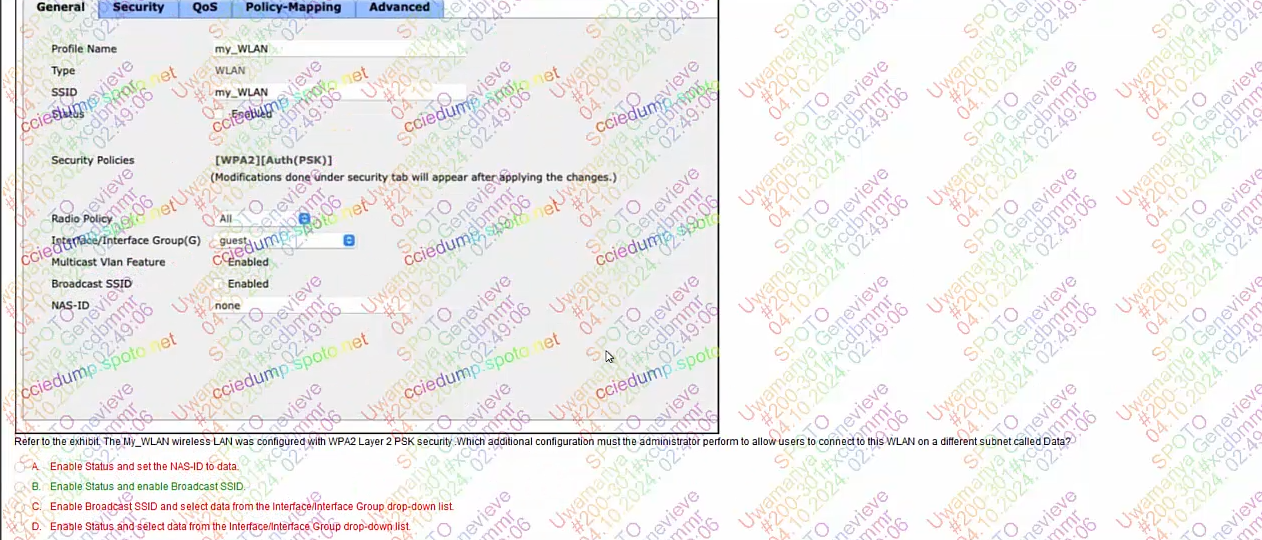 General Security QoS Policy-Mapping Advanced
Profile Name my_WLAN
Type WLAN
SSID my_WLAN
Status Enabled
Security Policies [WPA2][Auth(PSK)]
(Modifications done under security tab will appear after applying the changes.)
Radio Policy All
Interface/Interface Group(G) guest
Multicast Vlan Feature Enabled
Broadcast SSID Enabled
NAS-ID none
cciedump.spoto.net
SPOTO
Uwamanya Genevieve
#200-301#xcdbmmr
04.10.2024. 02:49:06
Refer to the exhibit. The My_WLAN wireless LAN was configured with WPA2 Layer 2 PSK security .Which additional configuration must the administrator perform to allow users to connect to this WLAN on a different subnet called Data?
A. Enable Status and set the NAS-ID to data.
B. Enable Status and enable Broadcast SSID.
C. Enable Broadcast SSID and select data from the Interface/Interface Group drop-down list.
D. Enable Status and select data from the Interface/Interface Group drop-down list.